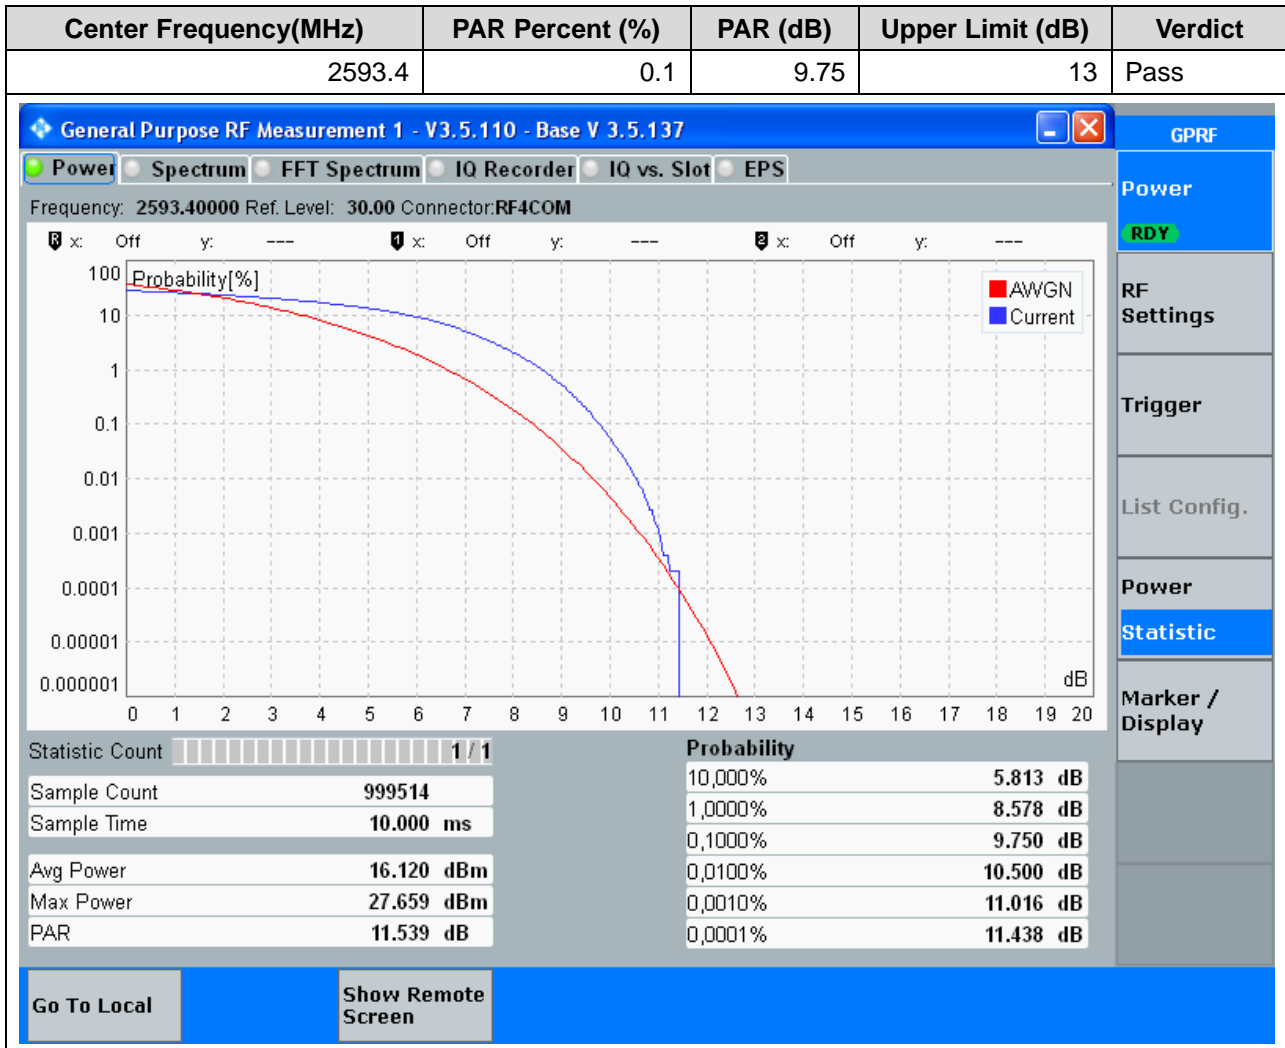 Center Frequency(MHz) PAR Percent (%) PAR (dB) Upper Limit (dB) Verdict
2593.4 0.1 9.75 13 Pass
General Purpose RF Measurement 1 - V3.5.110 - Base V 3.5.137
GPRF
Power Spectrum FFT Spectrum IQ Recorder IQ vs. Slot EPS
Frequency: 2593.40000 Ref. Level: 30.00 Connector:RF4COM
R x: Off y: --- 1 x: Off y: --- 2 x: Off y: ---
Probability[%]
AWGN
Current
100
10
1
0.1
0.01
0.001
0.0001
0.00001
0.000001
dB
0 1 2 3 4 5 6 7 8 9 10 11 12 13 14 15 16 17 18 19 20
Statistic Count 1 / 1
Sample Count 999514
Sample Time 10.000 ms
Avg Power 16.120 dBm
Max Power 27.659 dBm
PAR 11.539 dB
Probability
10,000% 5.813 dB
1,0000% 8.578 dB
0,1000% 9.750 dB
0,0100% 10.500 dB
0,0010% 11.016 dB
0,0001% 11.438 dB
Power
RDY
RF
Settings
Trigger
List Config.
Power
Statistic
Marker /
Display
Go To Local
Show Remote
Screen